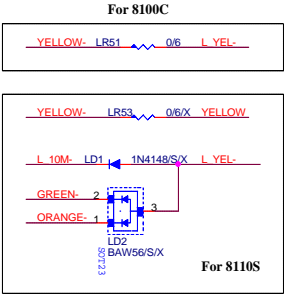 For 8100C
YELLOW- LR51 0/6 L_YEL-
YELLOW- LR53 0/6/X YELLOW
L_10M- LD1 1N4148/S/X L_YEL-
GREEN- 2
3
ORANGE- 1
LD2
BAW56/S/X
SOT23
For 8110S